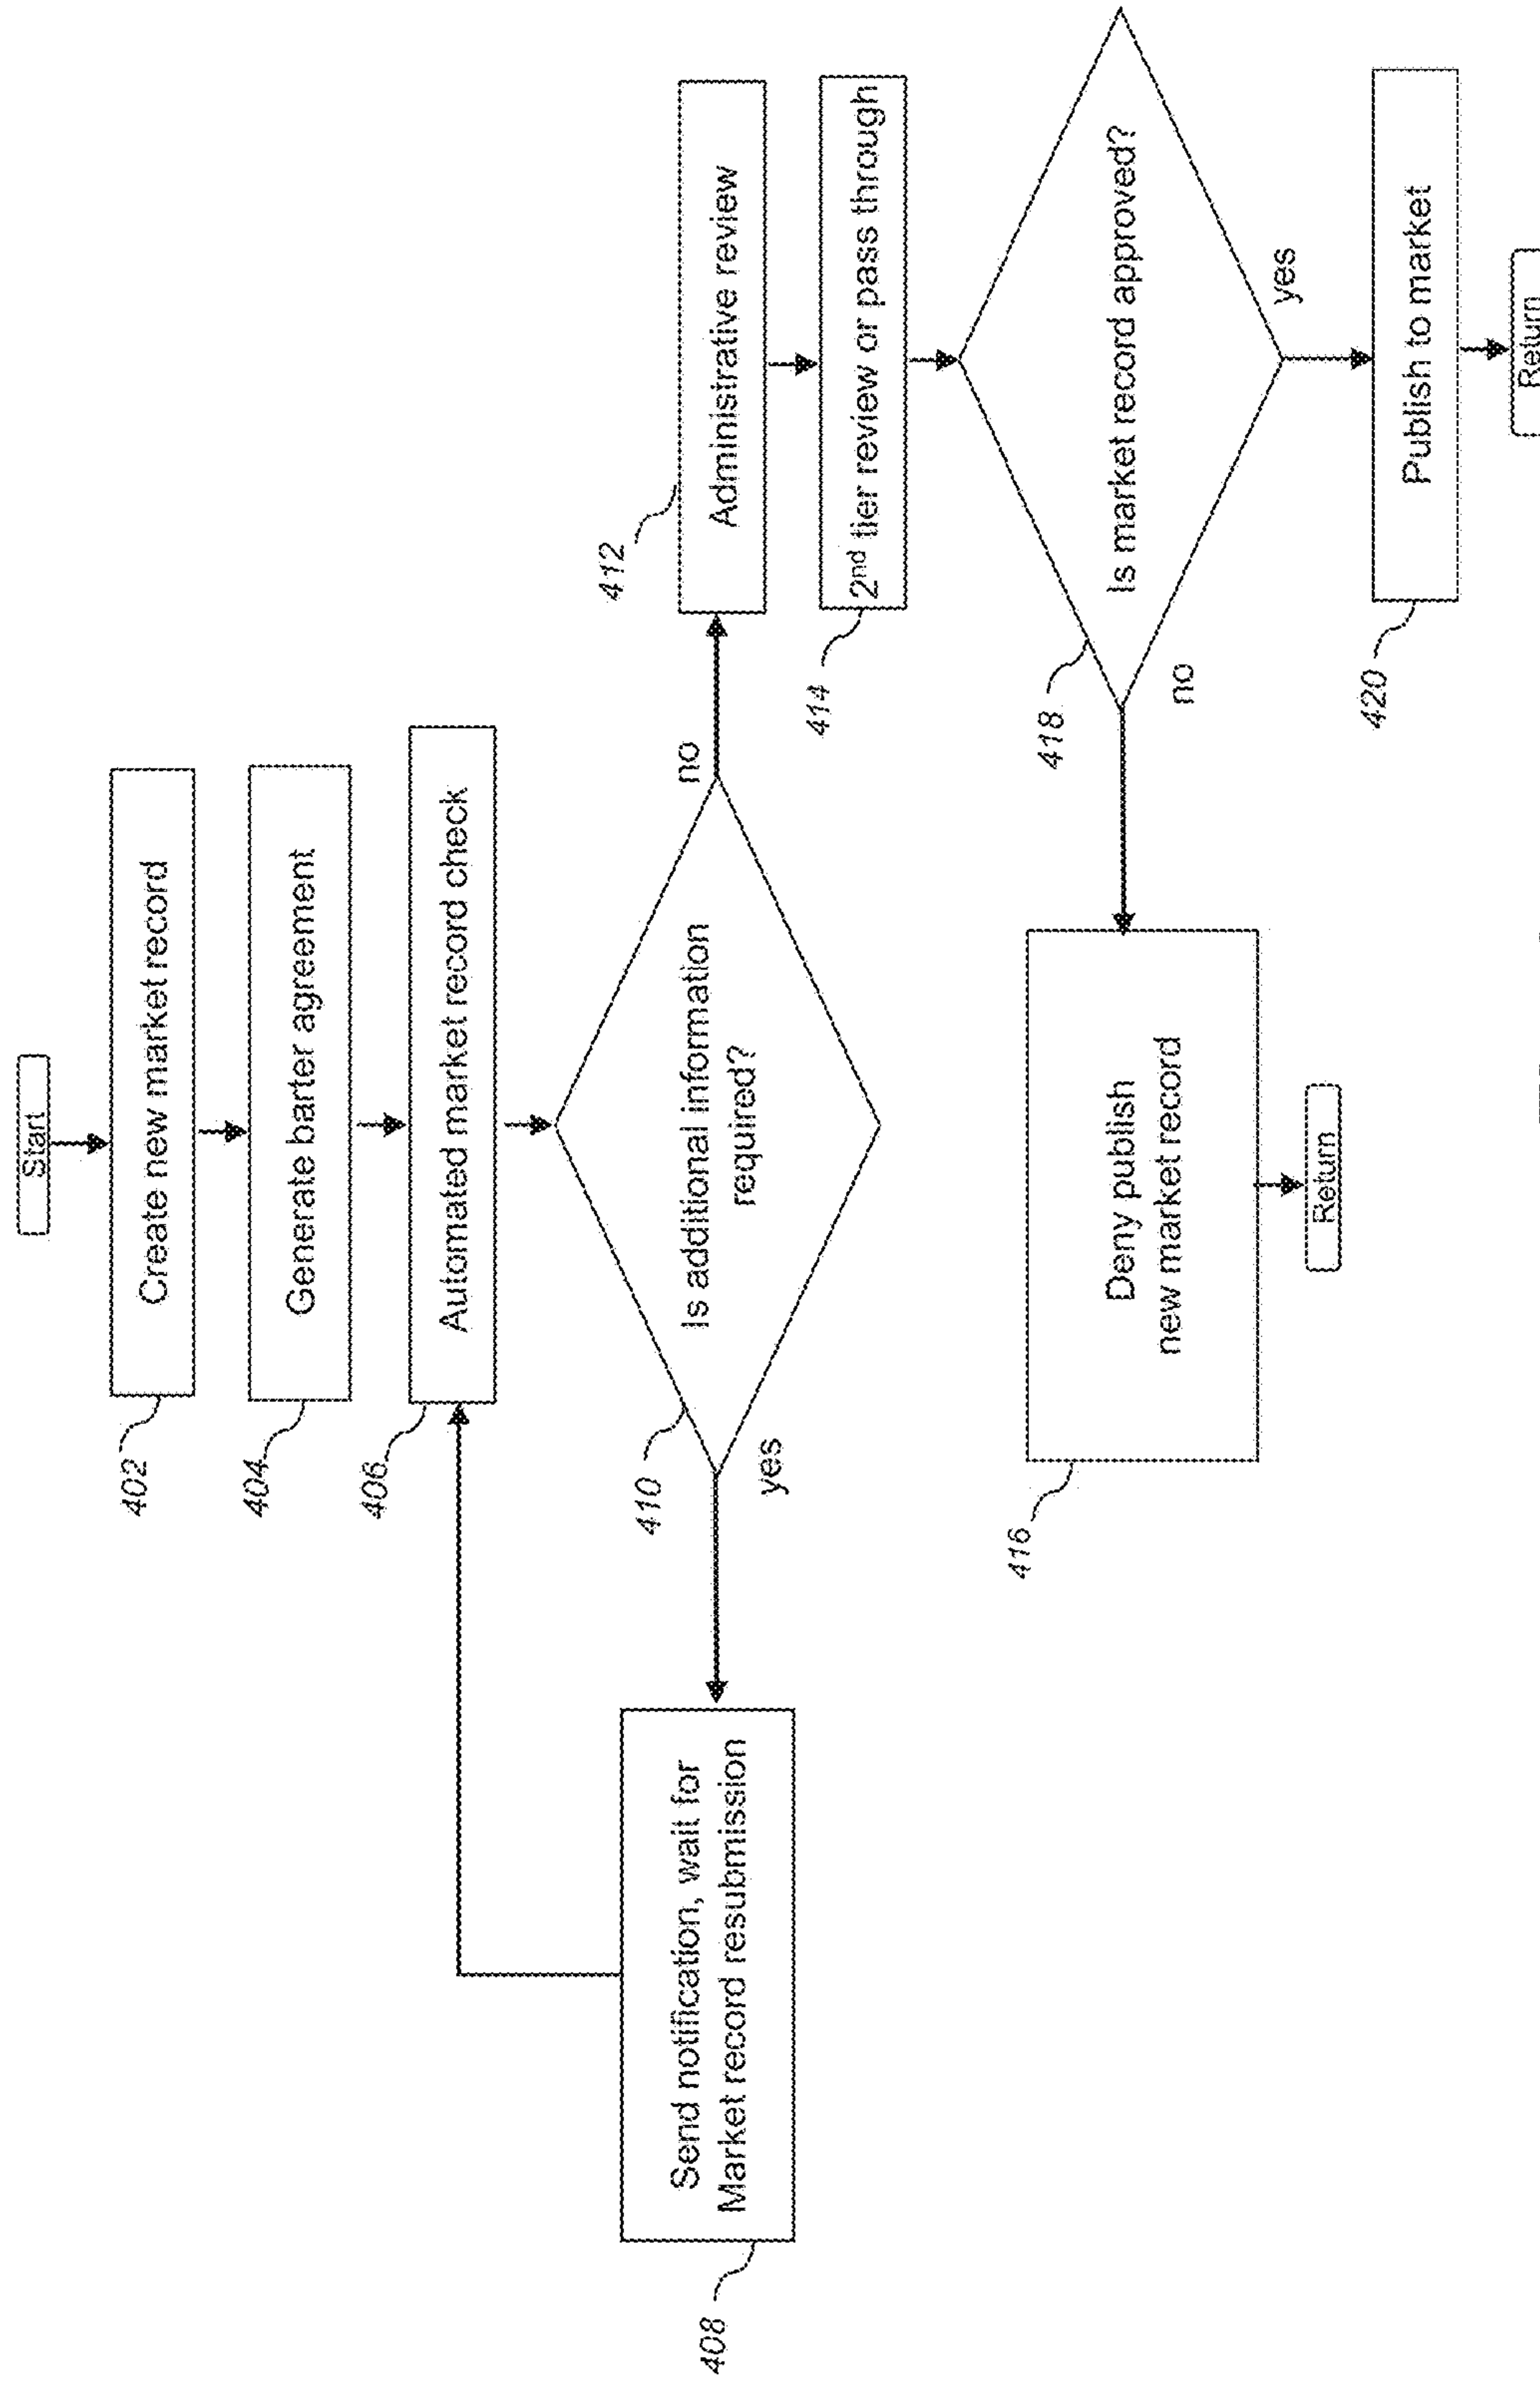 Start
Create new market record
402
Generate barter agreement
404
Automated market record check
406
Is additional information
required?
410
yes
no
Send notification, wait for
Market record resubmission
408
412
Administrative review
2nd tier review or pass through
414
Is market record approved?
418
no
yes
Deny publish
new market record
416
Return
Publish to market
420
Return